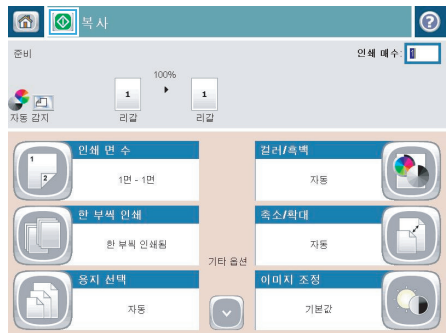 복사
준비
인쇄 매수: 1
100%
1
1
자동 감지
리갈
리갈
인쇄 면 수
1
2
1면 - 1면
컬러/흑백
자동
한 부씩 인쇄
한 부씩 인쇄됨
축소/확대
자동
기타 옵션
용지 선택
자동
이미지 조정
기본값